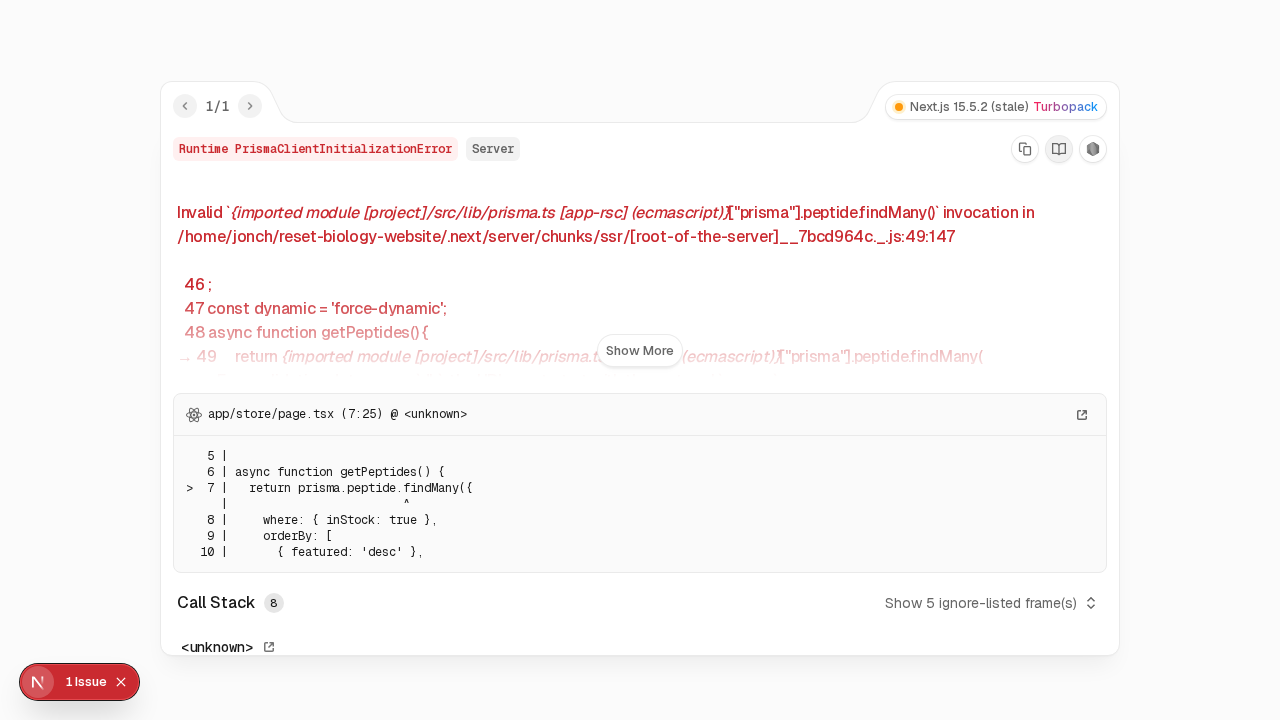 1/1
Next.js 15.5.2 (stale) Turbopack
Runtime PrismaClientInitializationError Server
Invalid `{imported module [project]/src/lib/prisma.ts [app-rsc] (ecmascript)}["prisma"].peptide.findMany()` invocation in
/home/jonch/reset-biology-website/.next/server/chunks/ssr/[root-of-the-server]__7bcd964c._.js:49:147
46 ;
47 const dynamic = 'force-dynamic';
48 async function getPeptides() {
→ 49 return {imported module [project]/src/lib/prisma.ts (ecmascript)}["prisma"].peptide.findMany(
Show More
app/store/page.tsx (7:25) @ <unknown>
5 |
6 | async function getPeptides() {
> 7 | return prisma.peptide.findMany({
| ^
8 | where: { inStock: true },
9 | orderBy: [
10 | { featured: 'desc' },
Call Stack 8
Show 5 ignore-listed frame(s)
<unknown>
1 Issue